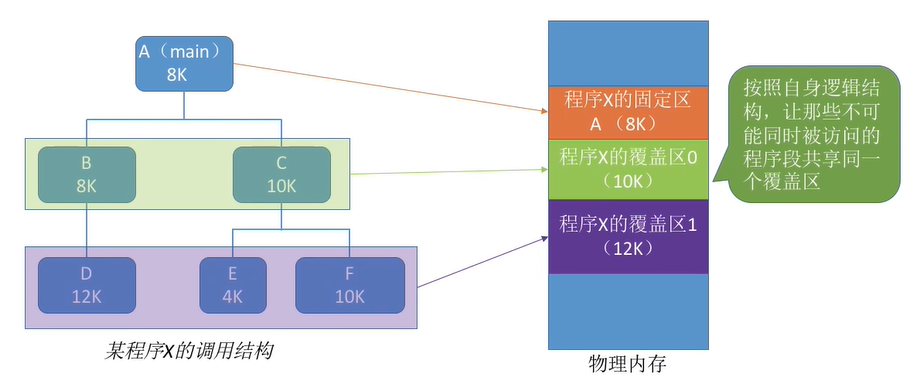 A（main）
8K
B
8K
C
10K
D
12K
E
4K
F
10K
某程序X的调用结构
程序X的固定区
A （8K）
程序X的覆盖区0
（10K）
程序X的覆盖区1
（12K）
物理内存
按照自身逻辑结
构，让那些不可
能同时被访问的
程序段共享同一
个覆盖区